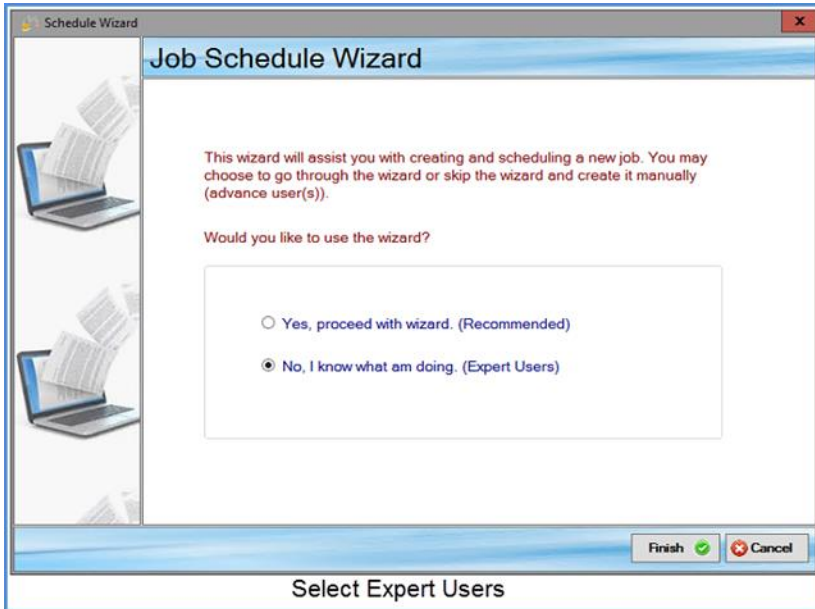 Schedule Wizard
Job Schedule Wizard
This wizard will assist you with creating and scheduling a new job. You may
choose to go through the wizard or skip the wizard and create it manually
(advance user(s)).
Would you like to use the wizard?
Yes, proceed with wizard. (Recommended)
No, I know what am doing. (Expert Users)
Finish
Cancel
Select Expert Users